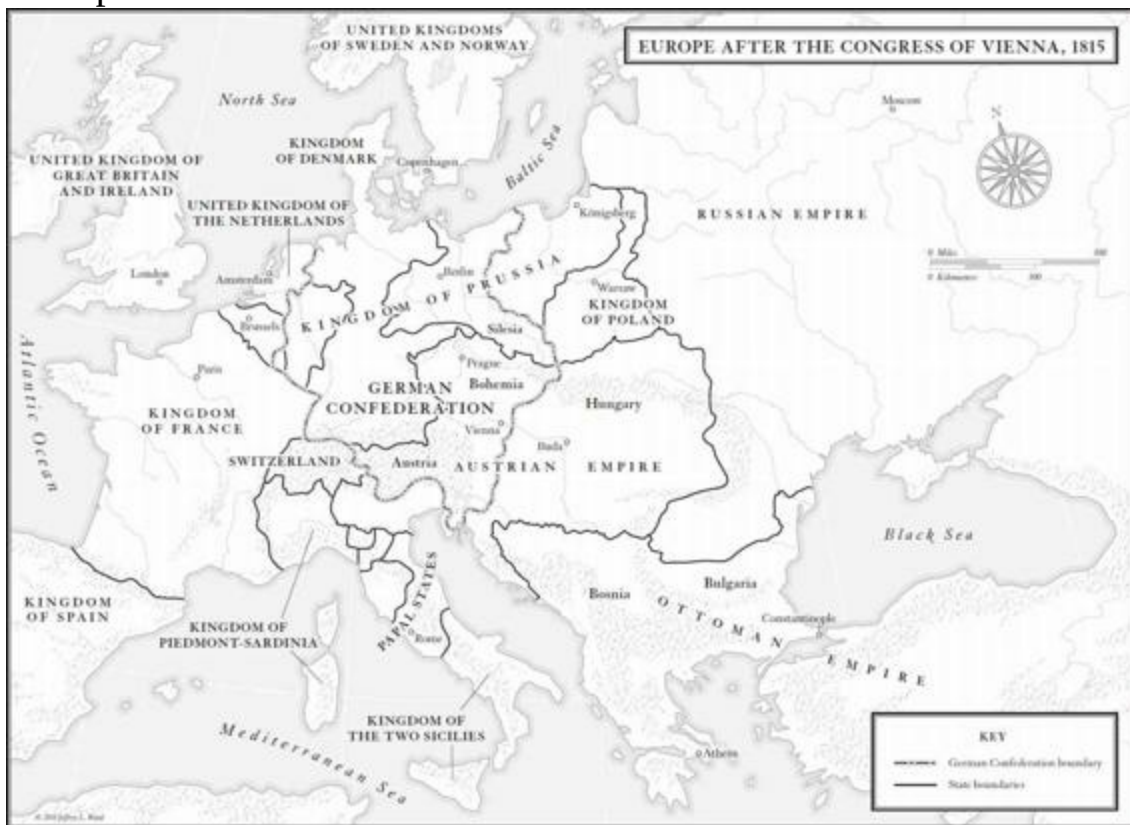 UNITED KINGDOMS
OF SWEDEN AND NORWAY
EUROPE AFTER THE CONGRESS OF VIENNA, 1815
North Sea
Moscow
N
KINGDOM
OF DENMARK
Copenhagen
Baltic Sea
UNITED KINGDOM OF
GREAT BRITAIN
AND IRELAND
UNITED KINGDOM OF
THE NETHERLANDS
Königsberg
RUSSIAN EMPIRE
London
Amsterdam
Berlin
0 Miles
0 Kilometers
Warsaw
KINGDOM
OF POLAND
KINGDOM OF PRUSSIA
Brussels
Silesia
Atlantic Ocean
Paris
Prague
Bohemia
GERMAN
CONFEDERATION
Hungary
KINGDOM
OF FRANCE
Vienna
Buda
SWITZERLAND
Austria
AUSTRIAN EMPIRE
Black Sea
Bosnia
Bulgaria
KINGDOM
OF SPAIN
OTTOMAN EMPIRE
Constantinople
KINGDOM OF
PIEDMONT-SARDINIA
PAPAL STATES
Rome
KINGDOM OF
THE TWO SICILIES
Mediterranean Sea
Athens
KEY
German Confederation boundary
State boundaries